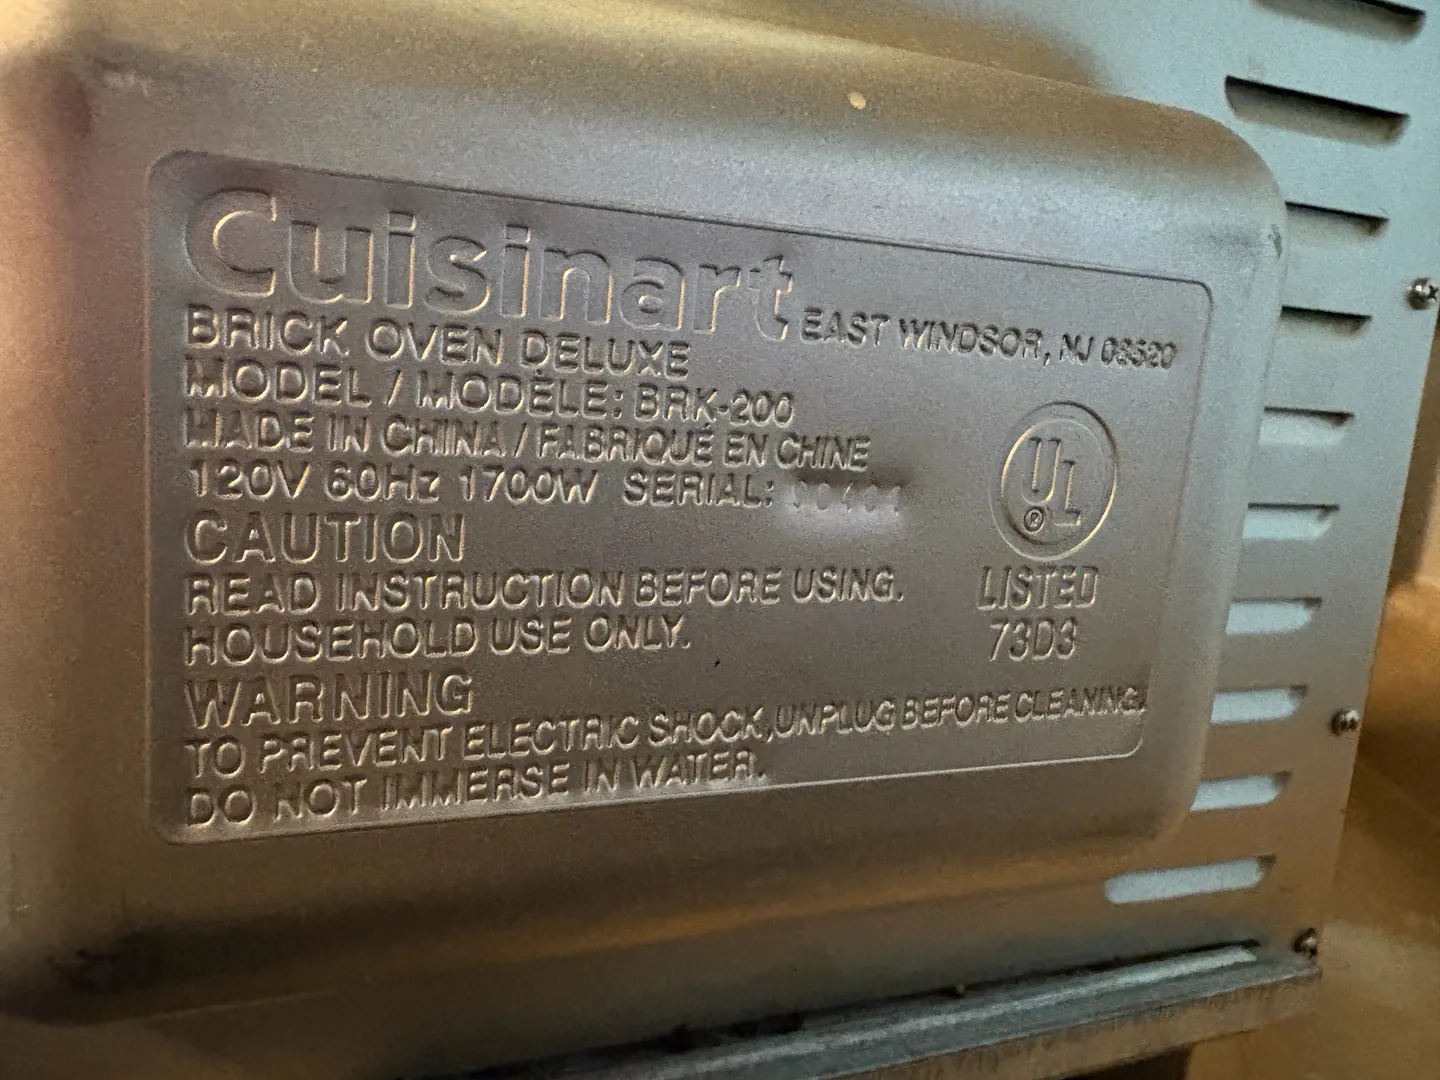 Cuisinart EAST WINDSOR, NJ 08520
BRICK OVEN DELUXE
MODEL / MODÈLE: BRK-200
MADE IN CHINA / FABRIQUÉ EN CHINE
120V 60Hz 1700W SERIAL:
CAUTION
READ INSTRUCTION BEFORE USING.
HOUSEHOLD USE ONLY.
WARNING
TO PREVENT ELECTRIC SHOCK,UNPLUG BEFORE CLEANING.
DO NOT IMMERSE IN WATER.
UL
®
LISTED
73D3